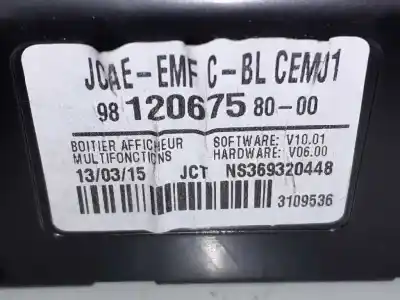 JCAE-EMF C-BL CEMJ1
98 120675 80-00
BOITIER AFFICHEUR
MULTIFONCTIONS
SOFTWARE: V10.01
HARDWARE: V06.00
13/03/15 JCT NS369320448
3109536